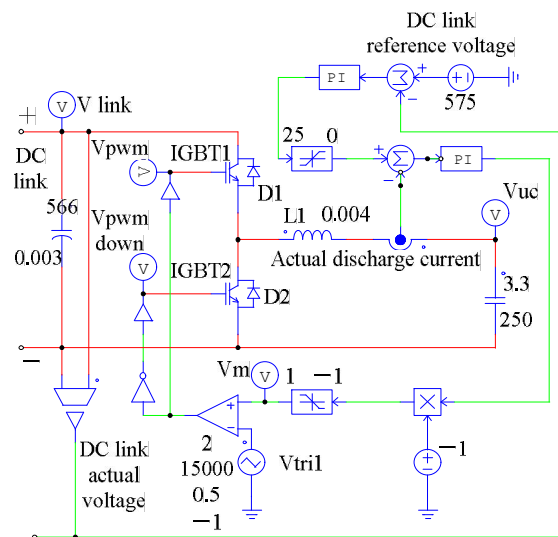 DC link
reference voltage
PI
Σ
+
−
575
V
V link
+
Vpwm
V
IGBT1
25
0
+
Σ
−
PI
DC
link
D1
Vuc
V
566
0.003
Vpwm
down
V
L1
0.004
IGBT2
Actual discharge current
3.3
250
D2
−
Vm
V
1
−1
×
+
−
2
15000
0.5
−1
Vtri1
−1
DC link
actual
voltage